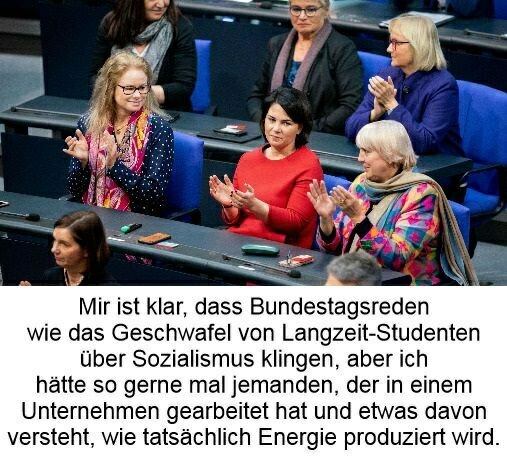 Mir ist klar, dass Bundestagsreden
wie das Geschwafel von Langzeit-Studenten
über Sozialismus klingen, aber ich
hätte so gerne mal jemanden, der in einem
Unternehmen gearbeitet hat und etwas davon
versteht, wie tatsächlich Energie produziert wird.